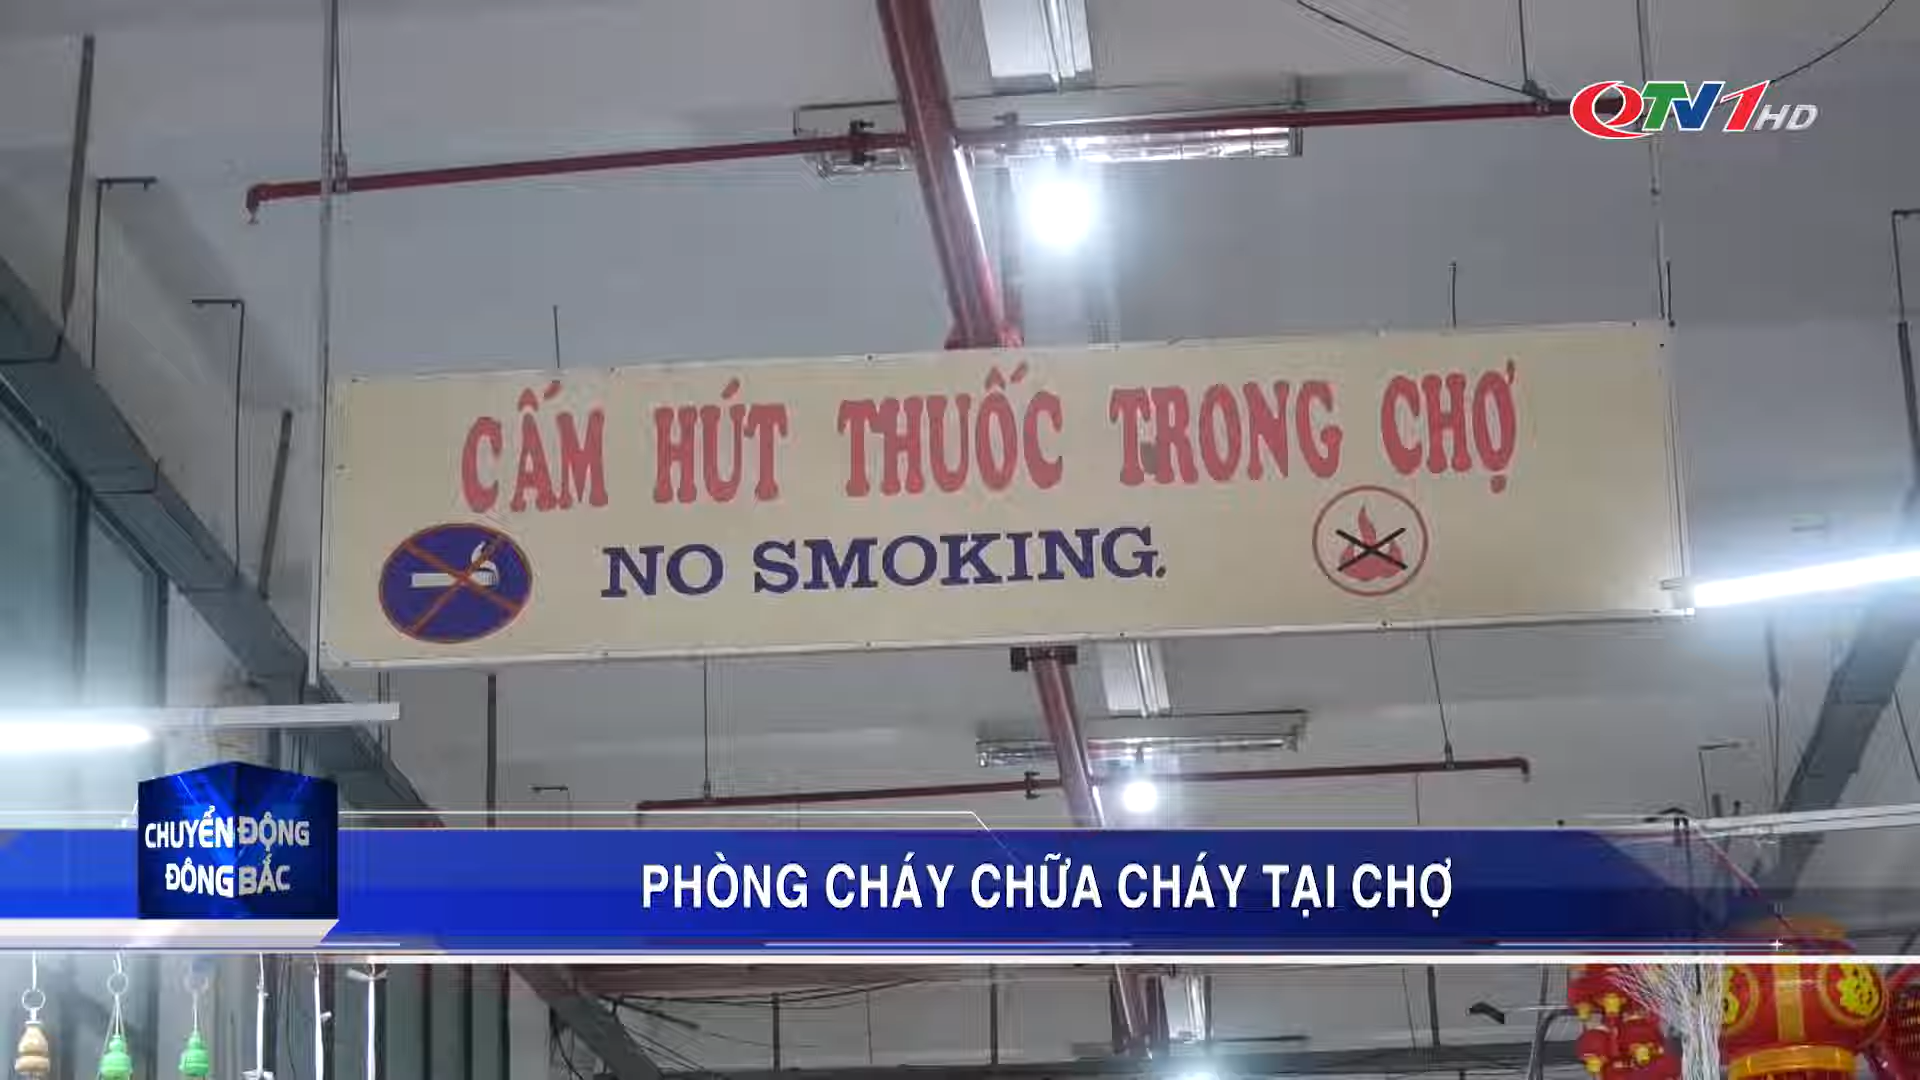 QTV1HD
CẤM HÚT THUỐC TRONG CHỢ
NO SMOKING.
CHUYỂN ĐỘNG
ĐÔNG BẮC
PHÒNG CHÁY CHỮA CHÁY TẠI CHỢ